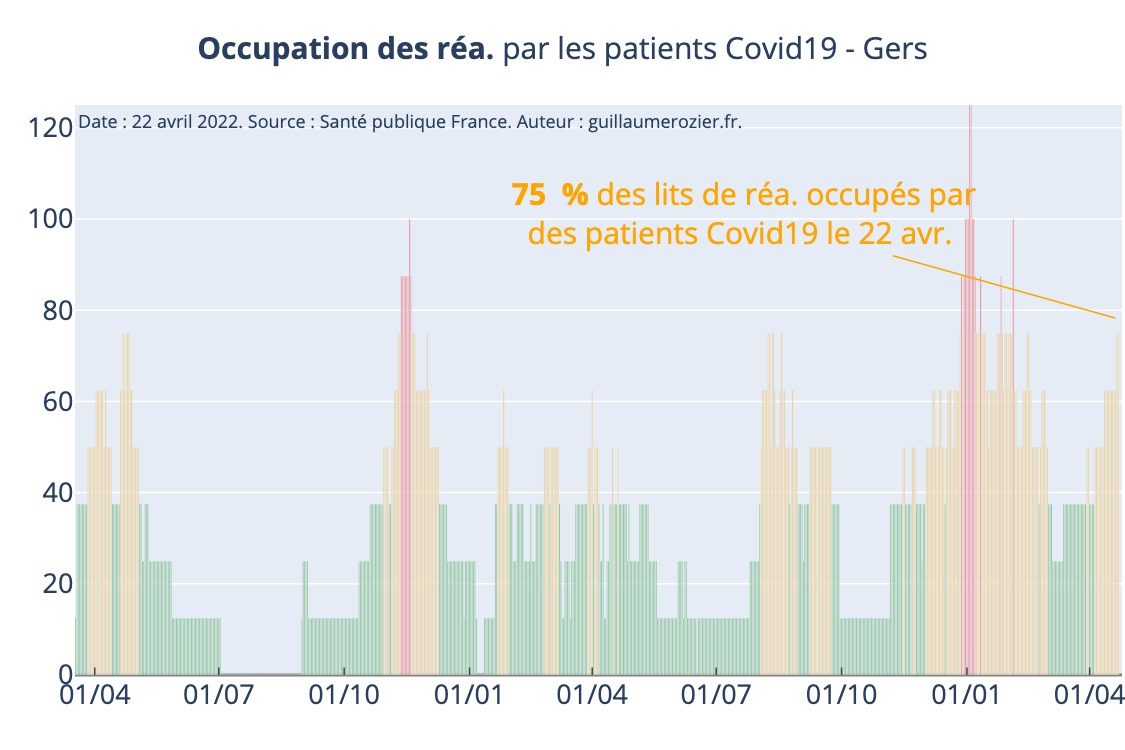 Occupation des réa. par les patients Covid19 - Gers
120
Date : 22 avril 2022. Source : Santé publique France. Auteur : guillaumerozier.fr.
75 % des lits de réa. occupés par
des patients Covid19 le 22 avr.
100
80
60
40
20
0
01/04 01/07 01/10 01/01 01/04 01/07 01/10 01/01 01/04